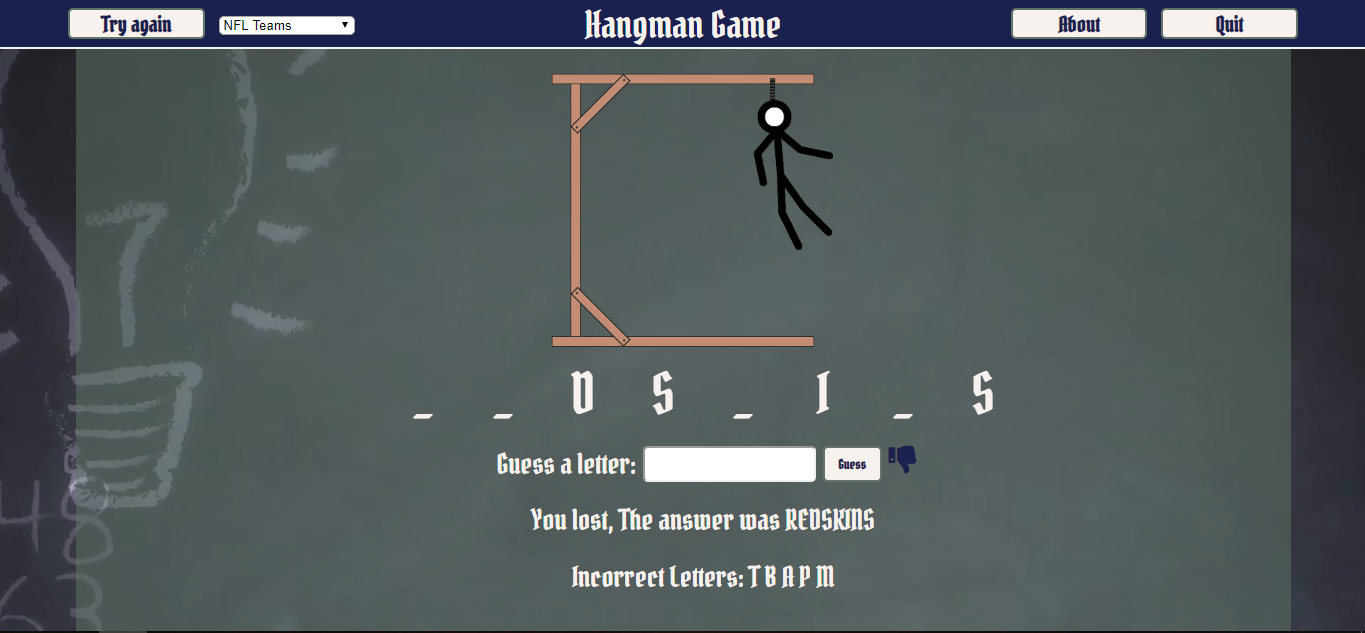 Try again NFL Teams Hangman Game About Quit
_ _ D S _ I _ S
Guess a letter: Guess
You lost, The answer was REDSKINS
Incorrect Letters: T B A P M